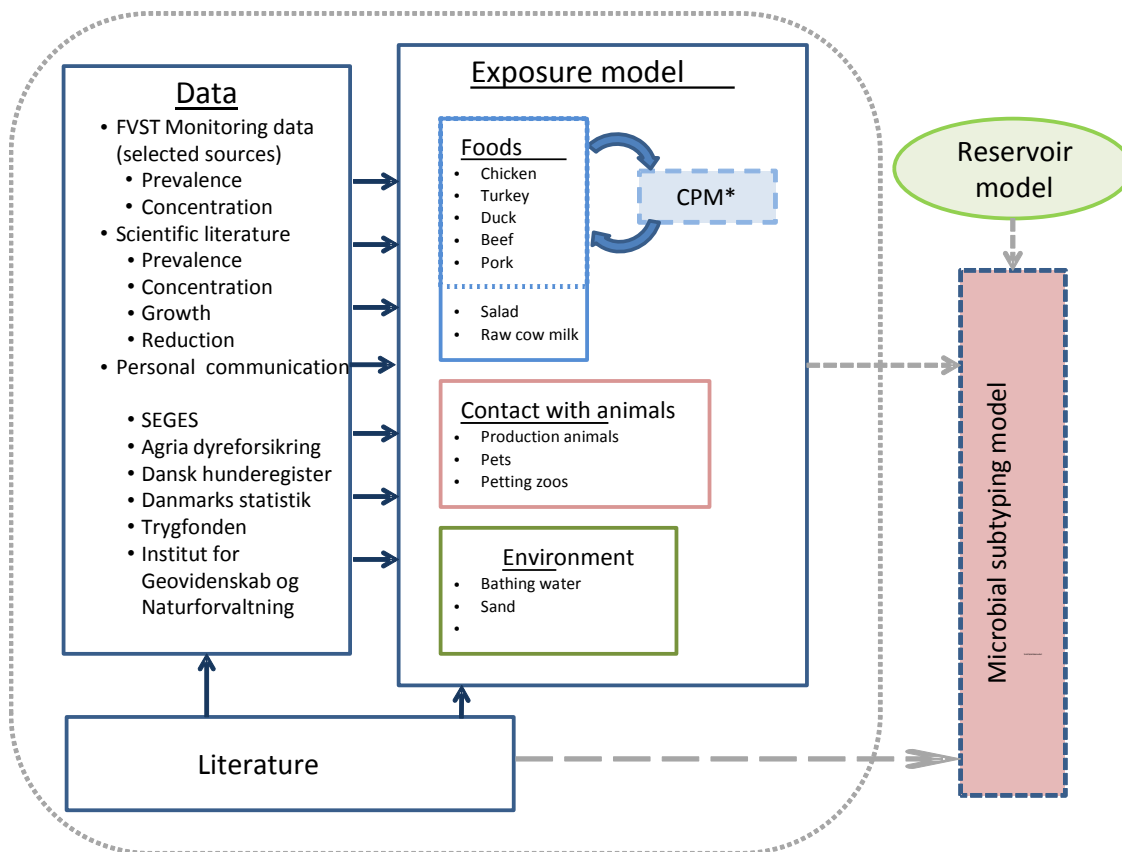 Data
• FVST Monitoring data
(selected sources)
• Prevalence
• Concentration
• Scientific literature
• Prevalence
• Concentration
• Growth
• Reduction
• Personal communication
• SEGES
• Agria dyreforsikring
• Dansk hunderegister
• Danmarks statistik
• Trygfonden
• Institut for
Geovidenskab og
Naturforvaltning
Exposure model
Foods
• Chicken
• Turkey
• Duck
• Beef
• Pork
• Salad
• Raw cow milk
CPM*
Contact with animals
• Production animals
• Pets
• Petting zoos
Environment
• Bathing water
• Sand
•
Literature
Reservoir
model
Microbial subtyping model